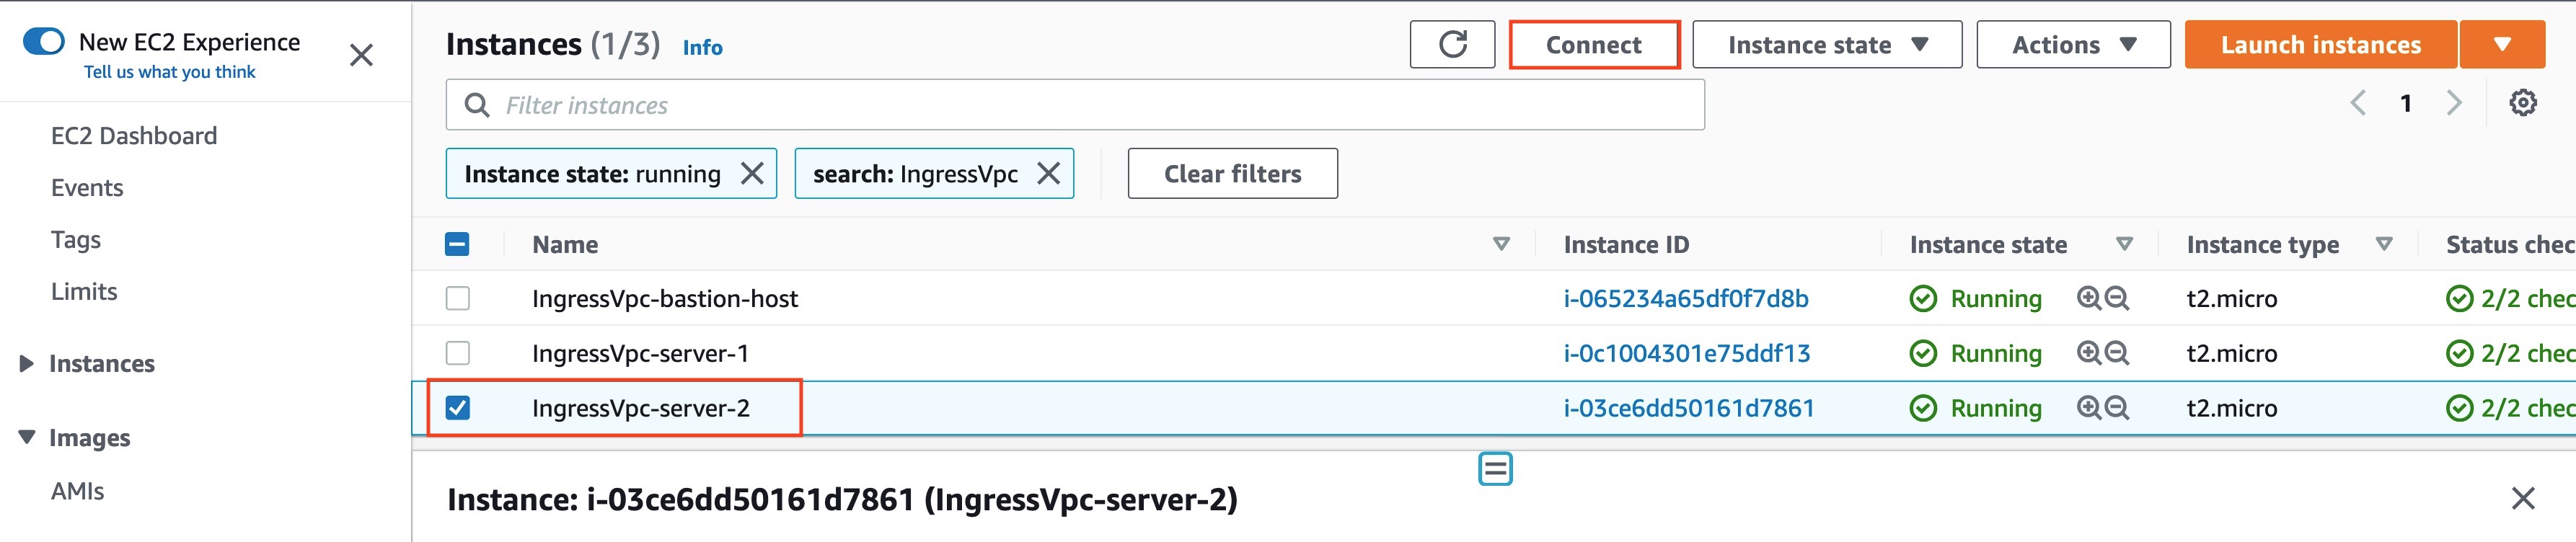 New EC2 Experience
Tell us what you think
EC2 Dashboard
Events
Tags
Limits
Instances
Images
AMIs
Instances (1/3) Info
Connect
Instance state
Actions
Launch instances
Filter instances
1
Instance state: running
search: IngressVpc
Clear filters
Name Instance ID Instance state Instance type Status chec
IngressVpc-bastion-host i-065234a65df0f7d8b Running t2.micro 2/2 chec
IngressVpc-server-1 i-0c1004301e75ddf13 Running t2.micro 2/2 chec
IngressVpc-server-2 i-03ce6dd50161d7861 Running t2.micro 2/2 chec
Instance: i-03ce6dd50161d7861 (IngressVpc-server-2)